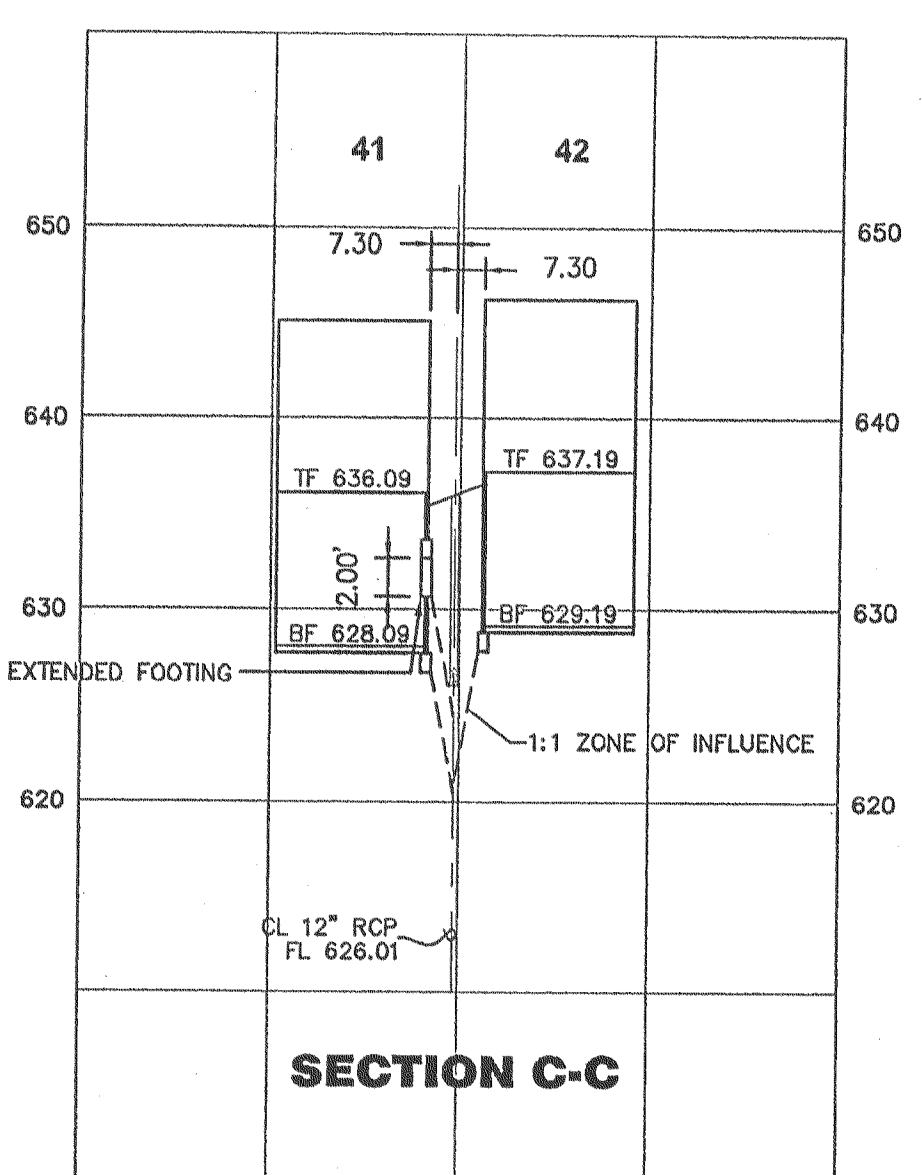 41
42
650
650
7.30
7.30
640
640
TF 636.09
TF 637.19
2.00'
630
630
BF 628.09
BF 629.19
EXTENDED FOOTING
1:1 ZONE OF INFLUENCE
620
620
CL 12" RCP
FL 626.01
SECTION C-C